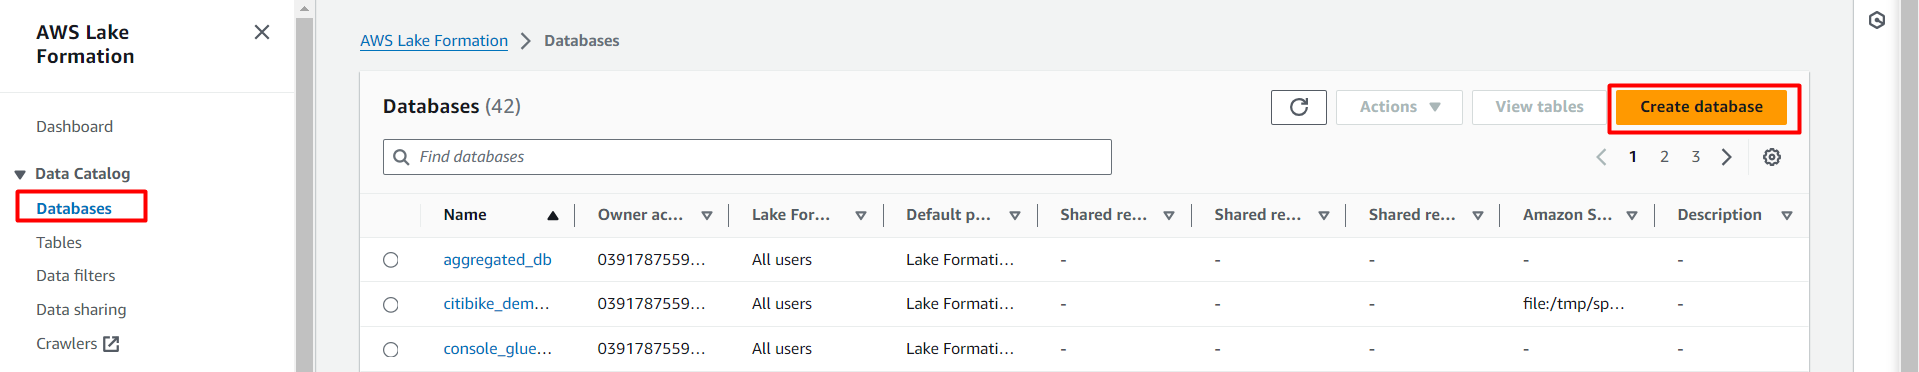 AWS Lake
Formation
Dashboard
Data Catalog
Databases
Tables
Data filters
Data sharing
Crawlers
AWS Lake Formation > Databases
Databases (42)
Actions
View tables
Create database
Find databases
1 2 3
Name Owner ac... Lake For... Default p... Shared re... Shared re... Shared re... Amazon S... Description
aggregated_db 0391787559... All users Lake Formati... - - - - -
citibike_dem... 0391787559... All users Lake Formati... - - - file:/tmp/sp... -
console_glue... 0391787559... All users Lake Formati... - - - - -